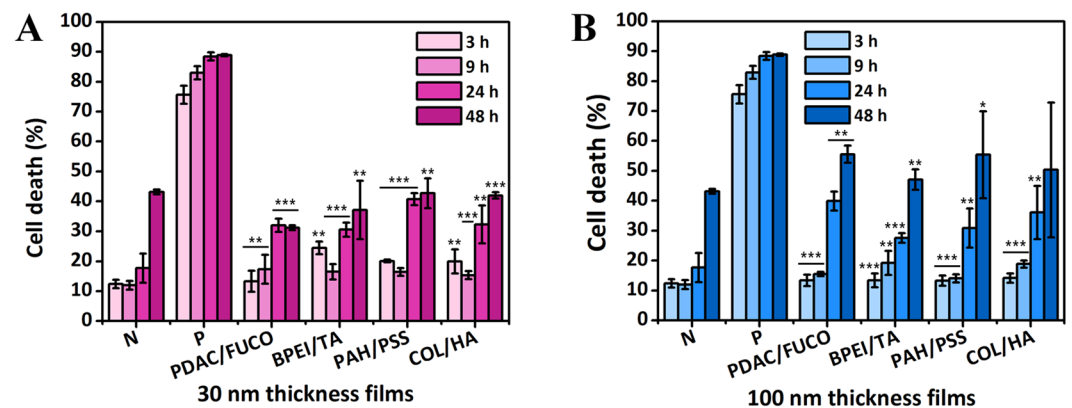 A
100
90
80
70
60
50
40
30
20
10
0
Cell death (%)
3 h
9 h
24 h
48 h
**
***
**
***
**
***
**
**
***
**
***
N
P
PDAC/FUCO
BPEI/TA
PAH/PSS
COL/HA
30 nm thickness films
B
100
90
80
70
60
50
40
30
20
10
0
Cell death (%)
3 h
9 h
24 h
48 h
***
**
***
**
***
**
***
**
*
***
**
N
P
PDAC/FUCO
BPEI/TA
PAH/PSS
COL/HA
100 nm thickness films